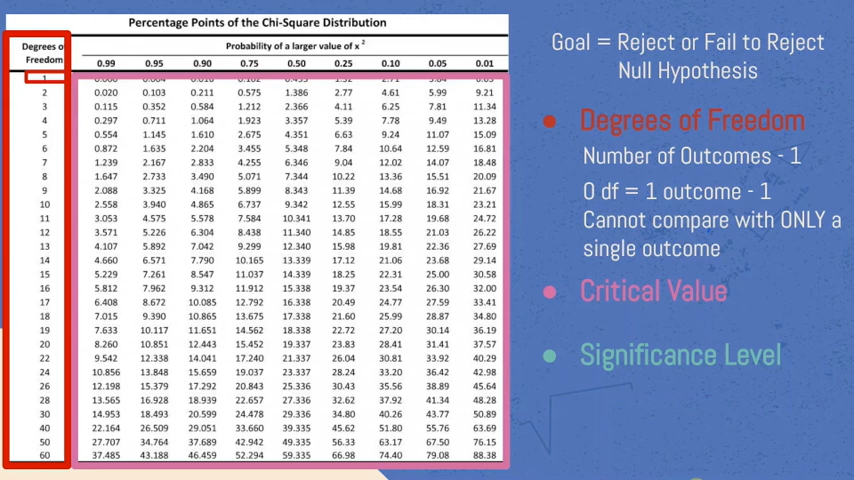 Percentage Points of the Chi-Square Distribution
Degrees of
Freedom
Probability of a larger value of x 2
0.99 0.95 0.90 0.75 0.50 0.25 0.10 0.05 0.01
1
2 0.020 0.103 0.211 0.575 1.386 2.77 4.61 5.99 9.21
3 0.115 0.352 0.584 1.212 2.366 4.11 6.25 7.81 11.34
4 0.297 0.711 1.064 1.923 3.357 5.39 7.78 9.49 13.28
5 0.554 1.145 1.610 2.675 4.351 6.63 9.24 11.07 15.09
6 0.872 1.635 2.204 3.455 5.348 7.84 10.64 12.59 16.81
7 1.239 2.167 2.833 4.255 6.346 9.04 12.02 14.07 18.48
8 1.647 2.733 3.490 5.071 7.344 10.22 13.36 15.51 20.09
9 2.088 3.325 4.168 5.899 8.343 11.39 14.68 16.92 21.67
10 2.558 3.940 4.865 6.737 9.342 12.55 15.99 18.31 23.21
11 3.053 4.575 5.578 7.584 10.341 13.70 17.28 19.68 24.72
12 3.571 5.226 6.304 8.438 11.340 14.85 18.55 21.03 26.22
13 4.107 5.892 7.042 9.299 12.340 15.98 19.81 22.36 27.69
14 4.660 6.571 7.790 10.165 13.339 17.12 21.06 23.68 29.14
15 5.229 7.261 8.547 11.037 14.339 18.25 22.31 25.00 30.58
16 5.812 7.962 9.312 11.912 15.338 19.37 23.54 26.30 32.00
17 6.408 8.672 10.085 12.792 16.338 20.49 24.77 27.59 33.41
18 7.015 9.390 10.865 13.675 17.338 21.60 25.99 28.87 34.80
19 7.633 10.117 11.651 14.562 18.338 22.72 27.20 30.14 36.19
20 8.260 10.851 12.443 15.452 19.337 23.83 28.41 31.41 37.57
22 9.542 12.338 14.041 17.240 21.337 26.04 30.81 33.92 40.29
24 10.856 13.848 15.659 19.037 23.337 28.24 33.20 36.42 42.98
26 12.198 15.379 17.292 20.843 25.336 30.43 35.56 38.89 45.64
28 13.565 16.928 18.939 22.657 27.336 32.62 37.92 41.34 48.28
30 14.953 18.493 20.599 24.478 29.336 34.80 40.26 43.77 50.89
40 22.164 26.509 29.051 33.660 39.335 45.62 51.80 55.76 63.69
50 27.707 34.764 37.689 42.942 49.335 56.33 63.17 67.50 76.15
60 37.485 43.188 46.459 52.294 59.335 66.98 74.40 79.08 88.38
Goal = Reject or Fail to Reject
Null Hypothesis
● Degrees of Freedom
Number of Outcomes - 1
0 df = 1 outcome - 1
Cannot compare with ONLY a
single outcome
● Critical Value
● Significance Level